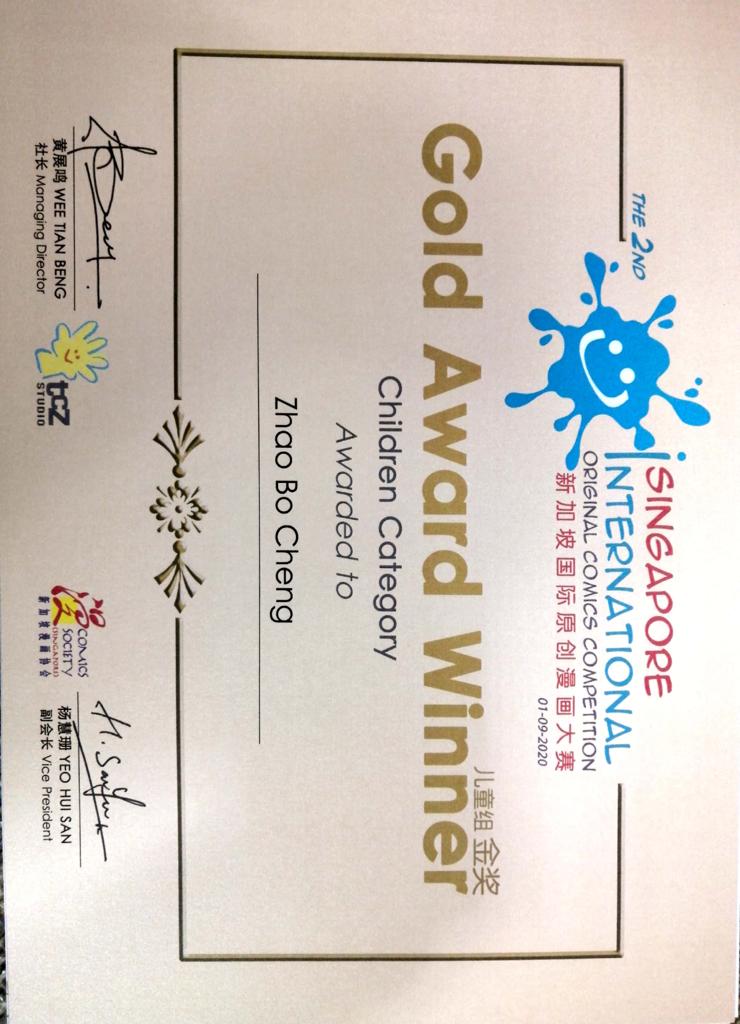 THE 2ND
SINGAPORE
INTERNATIONAL
ORIGINAL COMICS COMPETITION
新加坡国际原创漫画大赛
01-09-2020
儿童组 金奖
Gold Award Winner
Children Category
Awarded to
Zhao Bo Cheng
黄展鸣 WEE TIAN BENG
社长 Managing Director
tcz
STUDIO
漫
COMICS
SOCIETY
(SINGAPORE)
新加坡漫画协会
杨慧珊 YEO HUI SAN
副会长 Vice President